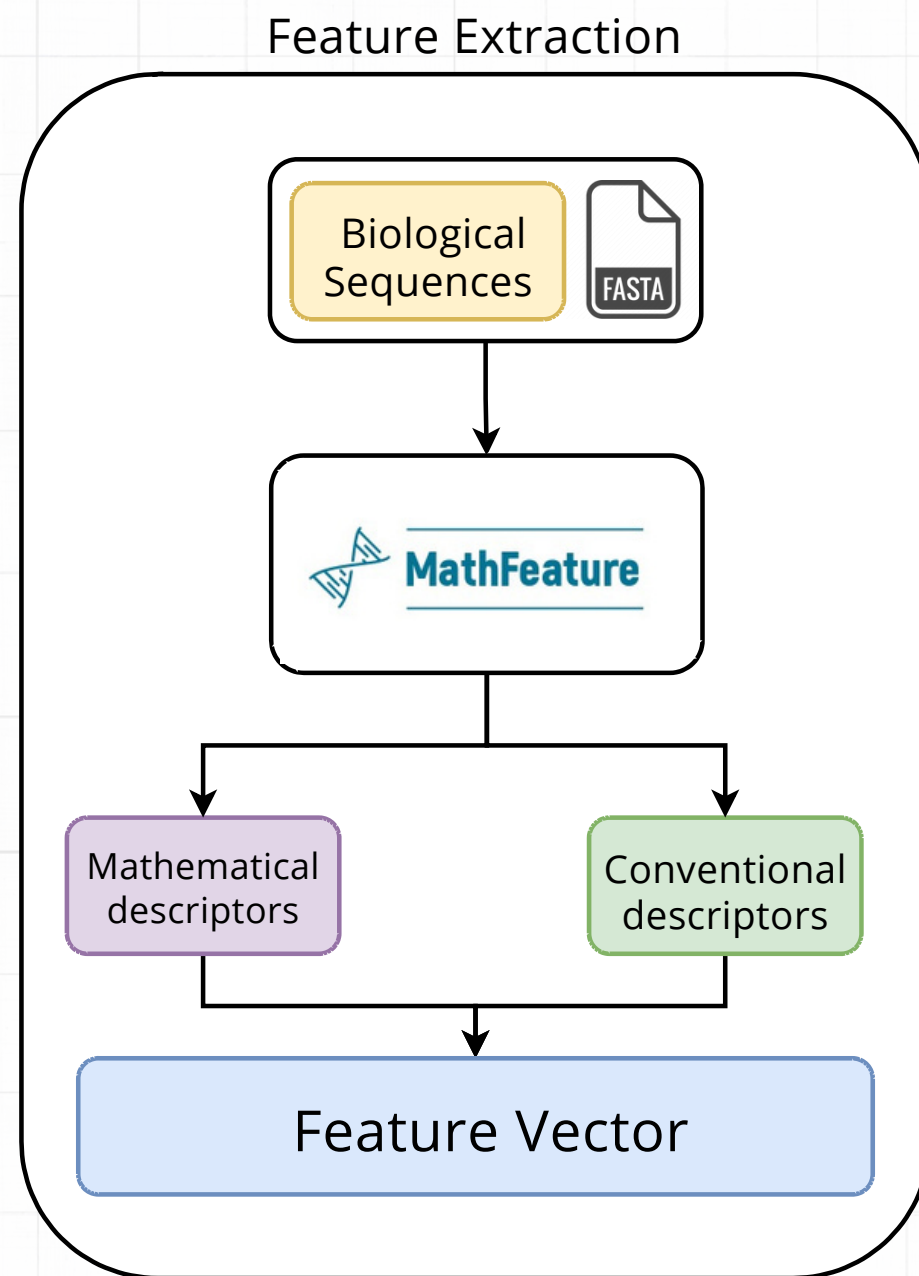 Feature Extraction
Biological
Sequences
FASTA
MathFeature
Mathematical
descriptors
Conventional
descriptors
Feature Vector